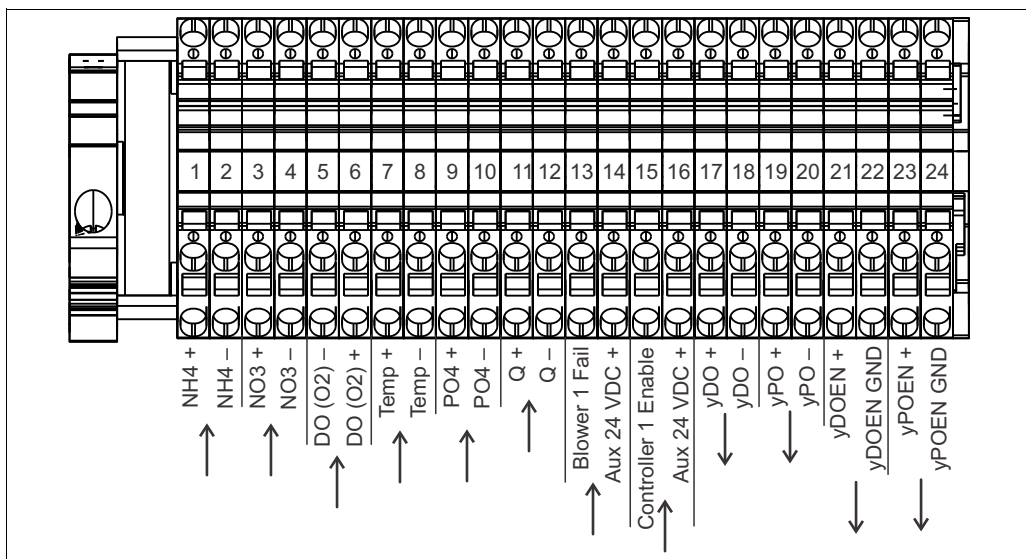 1 2 3 4 5 6 7 8 9 10 11 12 13 14 15 16 17 18 19 20 21 22 23 24
NH4 +
NH4 –
NO3 +
NO3 –
DO (O2) –
DO (O2) +
Temp +
Temp –
PO4 +
PO4 –
Q +
Q –
Blower 1 Fail
Aux 24 VDC +
Controller 1 Enable
Aux 24 VDC +
yDO +
yDO –
yPO +
yPO –
yDOEN +
yDOEN GND
yPOEN +
yPOEN GND